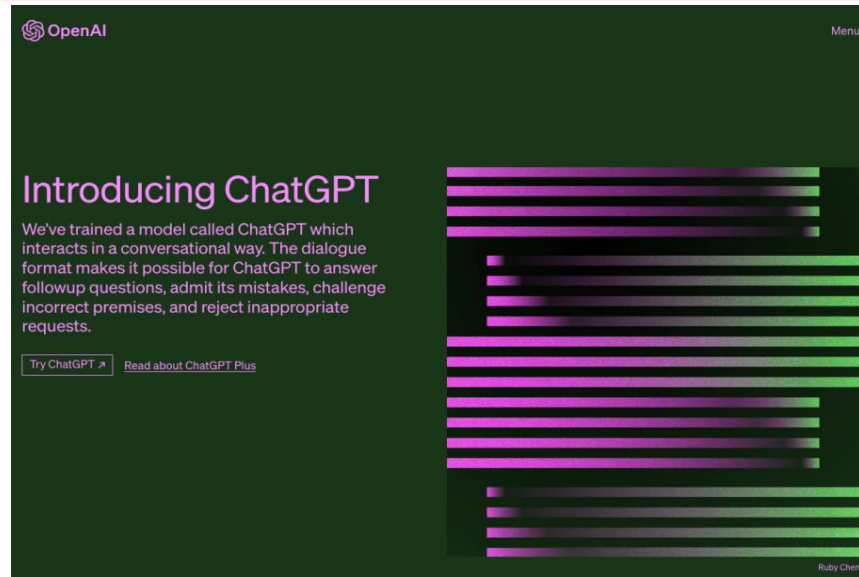 OpenAI
Menu
Introducing ChatGPT
We've trained a model called ChatGPT which
interacts in a conversational way. The dialogue
format makes it possible for ChatGPT to answer
followup questions, admit its mistakes, challenge
incorrect premises, and reject inappropriate
requests.
Try ChatGPT ↗
Read about ChatGPT Plus
Ruby Chen